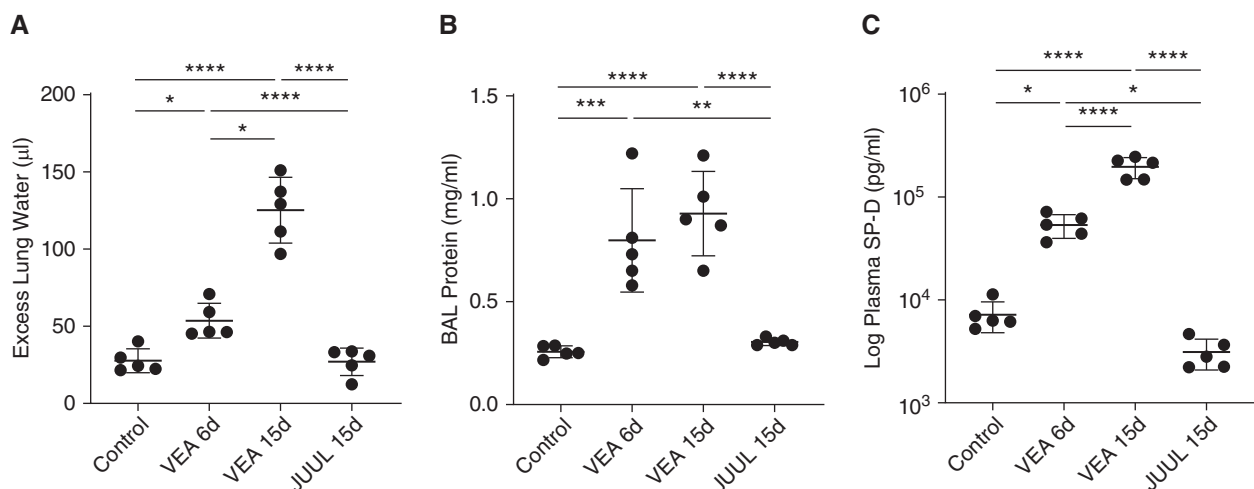 A
**** ****
* ****
*
Excess Lung Water (µl)
200
150
100
50
0
Control
VEA 6d
VEA 15d
JUUL 15d
B
**** ****
*** **
BAL Protein (mg/ml)
1.5
1.0
0.5
0.0
Control
VEA 6d
VEA 15d
JUUL 15d
C
**** ****
* *
****
Log Plasma SP-D (pg/ml)
10⁶
10⁵
10⁴
10³
Control
VEA 6d
VEA 15d
JUUL 15d